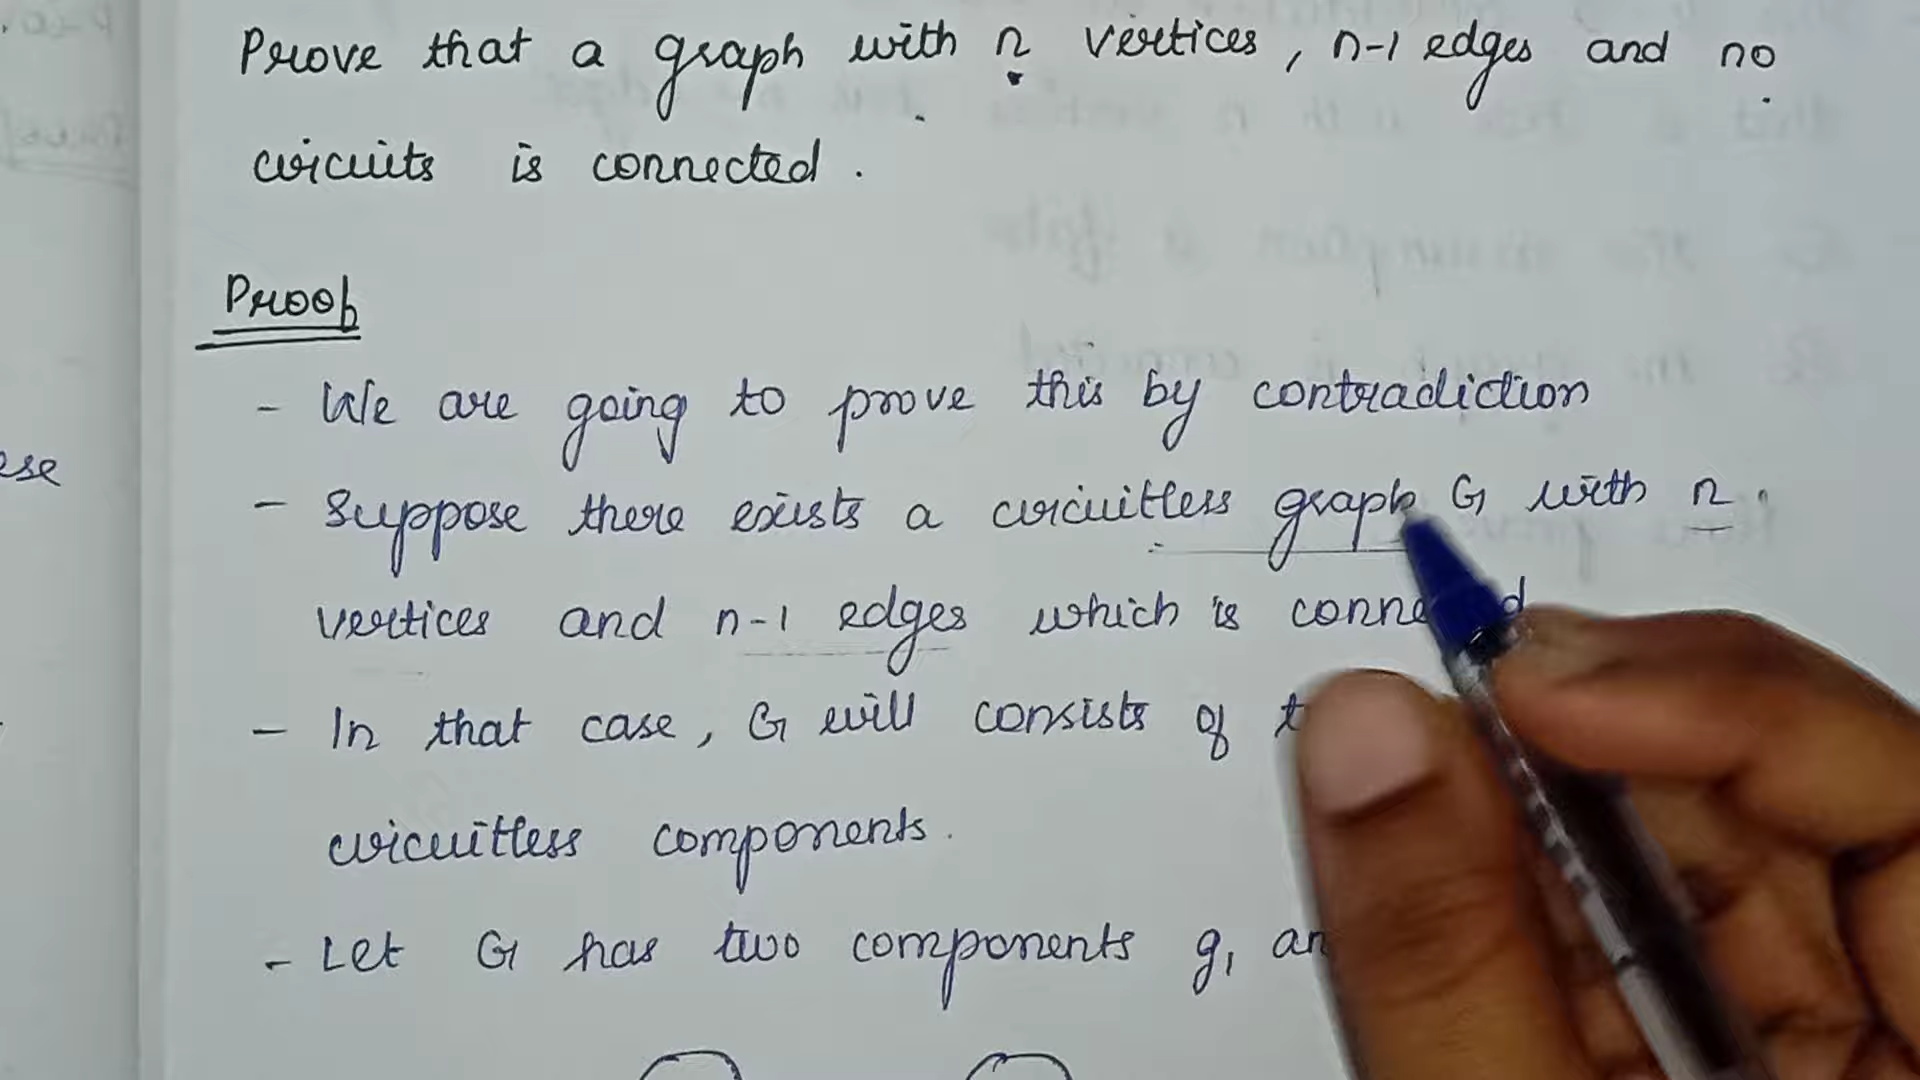 Prove that a graph with n vertices, n-1 edges and no
circuits is connected.
Proof
- We are going to prove this by contradiction
ese
- Suppose there exists a circuitless graph G with n
vertices and n-1 edges which is
- In that case, G will consists of
circuitless components.
- Let G has two components g1